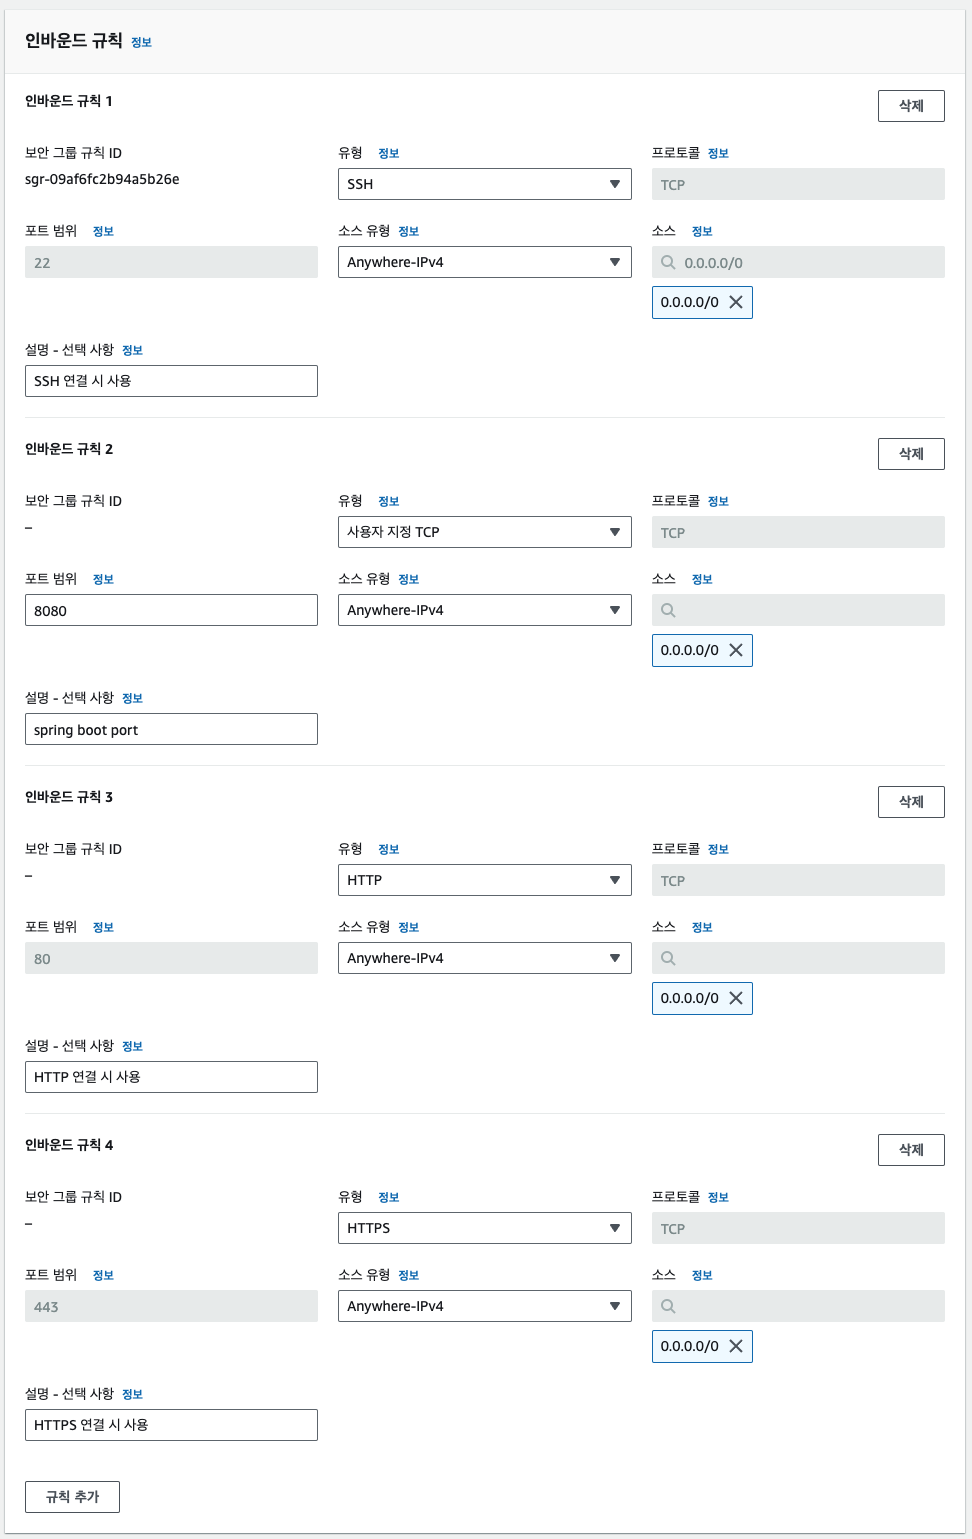 인바운드 규칙 정보
인바운드 규칙 1
삭제
보안 그룹 규칙 ID
sgr-09af6fc2b94a5b26e
유형 정보
SSH
프로토콜 정보
TCP
포트 범위 정보
22
소스 유형 정보
Anywhere-IPv4
소스 정보
0.0.0.0/0
0.0.0.0/0
설명 - 선택 사항 정보
SSH 연결 시 사용
인바운드 규칙 2
삭제
보안 그룹 규칙 ID
–
유형 정보
사용자 지정 TCP
프로토콜 정보
TCP
포트 범위 정보
8080
소스 유형 정보
Anywhere-IPv4
소스 정보
0.0.0.0/0
설명 - 선택 사항 정보
spring boot port
인바운드 규칙 3
삭제
보안 그룹 규칙 ID
–
유형 정보
HTTP
프로토콜 정보
TCP
포트 범위 정보
80
소스 유형 정보
Anywhere-IPv4
소스 정보
0.0.0.0/0
설명 - 선택 사항 정보
HTTP 연결 시 사용
인바운드 규칙 4
삭제
보안 그룹 규칙 ID
–
유형 정보
HTTPS
프로토콜 정보
TCP
포트 범위 정보
443
소스 유형 정보
Anywhere-IPv4
소스 정보
0.0.0.0/0
설명 - 선택 사항 정보
HTTPS 연결 시 사용
규칙 추가